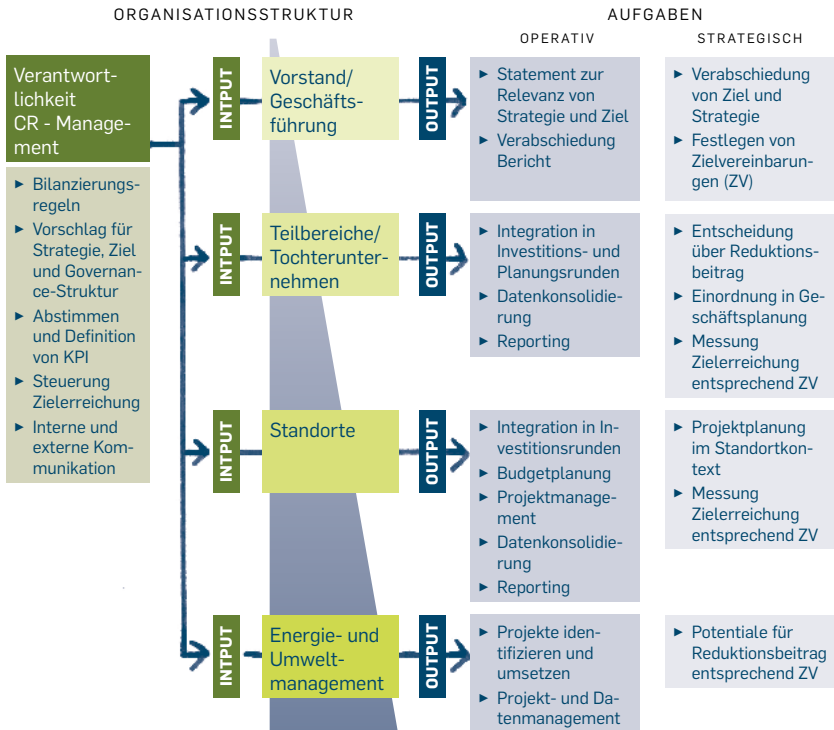 ORGANISATIONSSTRUKTUR
AUFGABEN
OPERATIV
STRATEGISCH
Verantwort-
lichkeit
CR - Manage-
ment
► Bilanzierungs-
regeln
► Vorschlag für
Strategie, Ziel
und Governan-
ce-Struktur
► Abstimmen
und Definition
von KPI
► Steuerung
Zielerreichung
► Interne und
externe Kom-
munikation
INTPUT
Vorstand/
Geschäfts-
führung
OUTPUT
► Statement zur
Relevanz von
Strategie und Ziel
► Verabschiedung
Bericht
► Verabschiedung
von Ziel und
Strategie
► Festlegen von
Zielvereinbarun-
gen (ZV)
INTPUT
Teilbereiche/
Tochterunter-
nehmen
OUTPUT
► Integration in
Investitions- und
Planungsrunden
► Datenkonsolidie-
rung
► Reporting
► Entscheidung
über Reduktions-
beitrag
► Einordnung in Ge-
schäftsplanung
► Messung
Zielerreichung
entsprechend ZV
INTPUT
Standorte
OUTPUT
► Integration in In-
vestitionsrunden
► Budgetplanung
► Projektmanage-
ment
► Datenkonsolidie-
rung
► Reporting
► Projektplanung
im Standortkon-
text
► Messung
Zielerreichung
entsprechend ZV
INTPUT
Energie- und
Umwelt-
management
OUTPUT
► Projekte iden-
tifizieren und
umsetzen
► Projekt- und Da-
tenmanagement
► Potentiale für
Reduktionsbeitrag
entsprechend ZV